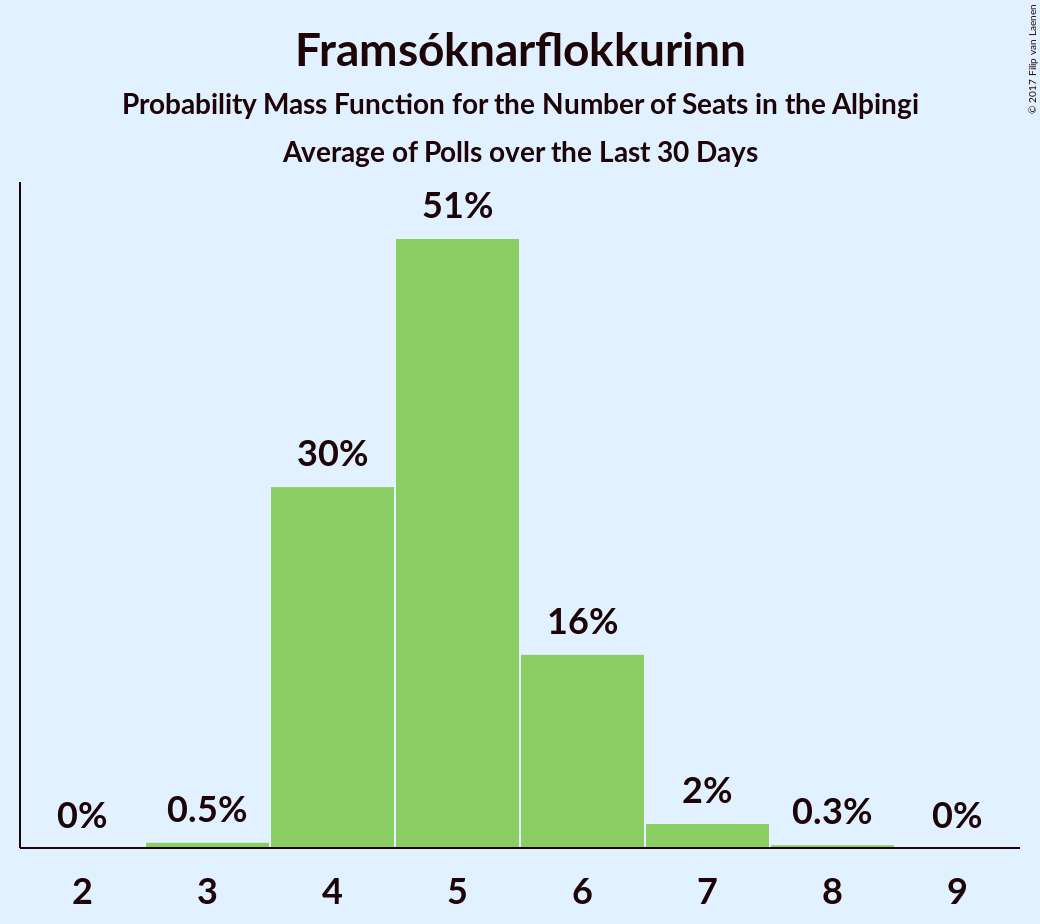 Framsóknarflokkurinn
Probability Mass Function for the Number of Seats in the Alþingi
Average of Polls over the Last 30 Days
© 2017 Filip van Laenen
51%
30%
16%
2%
0.5%
0.3%
0%
0%
2 3 4 5 6 7 8 9